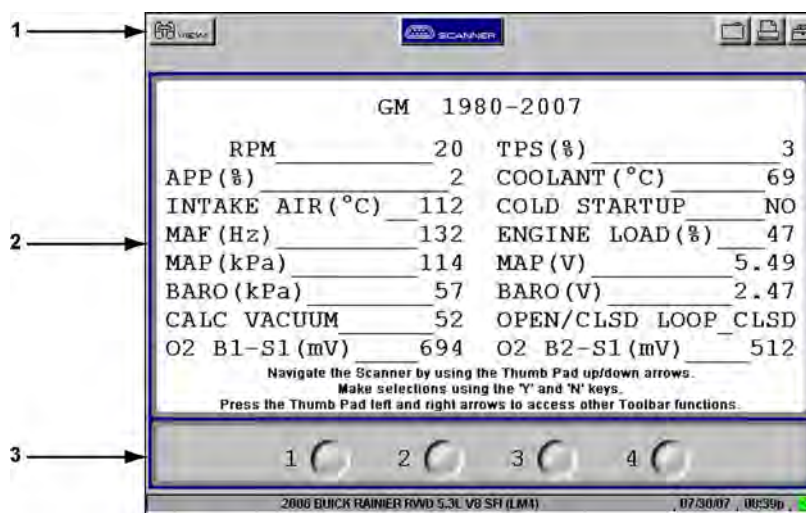 1
VIEW
SCANNER
GM 1980-2007
RPM 20 TPS(%) 3
APP(%) 2 COOLANT(°C) 69
INTAKE AIR(°C) 112 COLD STARTUP NO
MAF(Hz) 132 ENGINE LOAD(%) 47
2
MAP(kPa) 114 MAP(V) 5.49
BARO(kPa) 57 BARO(V) 2.47
CALC VACUUM 52 OPEN/CLSD LOOP CLSD
O2 B1-S1(mV) 694 O2 B2-S1(mV) 512
Navigate the Scanner by using the Thumb Pad up/down arrows.
Make selections using the 'Y' and 'N' keys.
Press the Thumb Pad left and right arrows to access other Toolbar functions.
3
1 2 3 4
2006 BUICK RAINIER RWD 5.3L V8 SFI (LM4) 07/30/07 00:39p